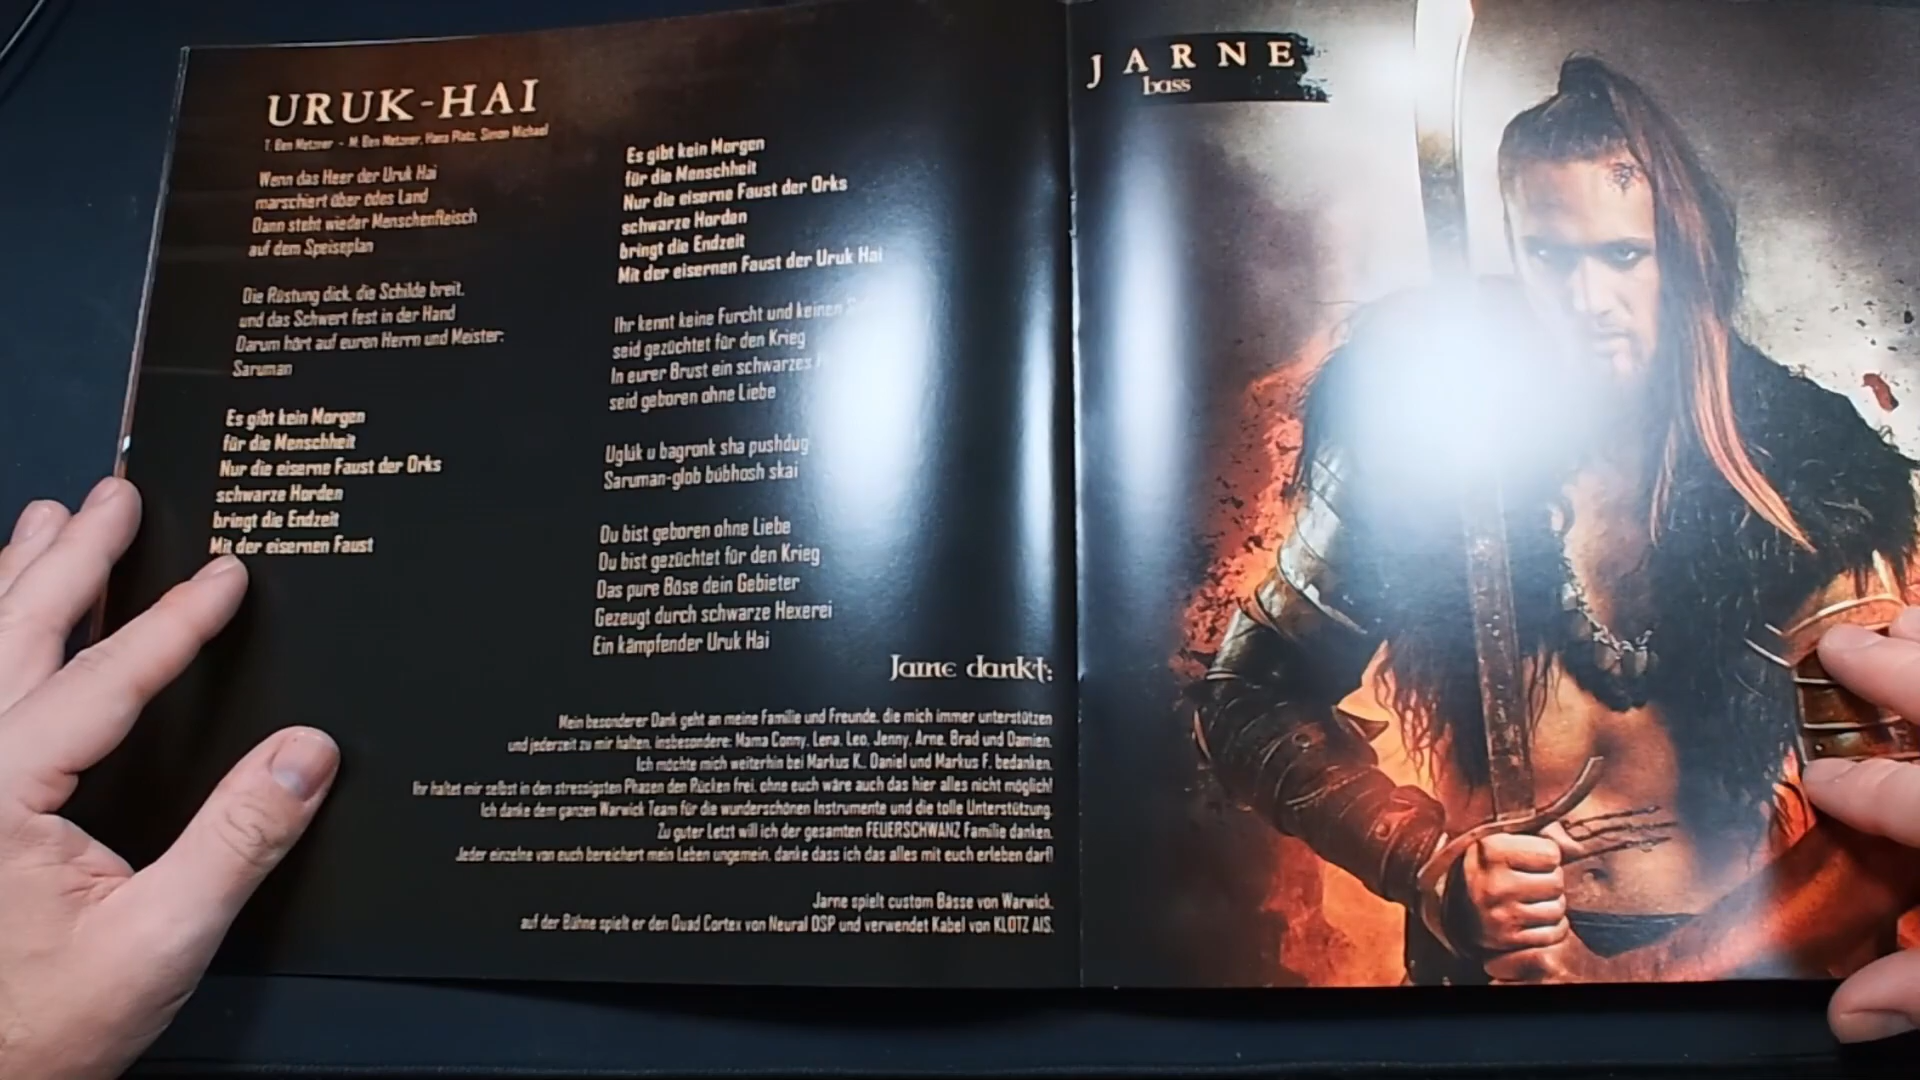 URUK-HAI
T: Ben Metzner - M: Ben Metzner, Hans Platz, Simon Michael
Wenn das Heer der Uruk Hai
marschiert über ödes Land
Dann steht wieder Menschenfleisch
auf dem Speiseplan
Die Rüstung dick, die Schilde breit,
und das Schwert fest in der Hand
Darum hört auf euren Herrn und Meister:
Saruman
Es gibt kein Morgen
für die Menschheit
Nur die eiserne Faust der Orks
schwarze Horden
bringt die Endzeit
Mit der eisernen Faust
Es gibt kein Morgen
für die Menschheit
Nur die eiserne Faust der Orks
schwarze Horden
bringt die Endzeit
Mit der eisernen Faust der Uruk Hai
Ihr kennt keine Furcht und keinen
seid gezüchtet für den Krieg
In eurer Brust ein schwarzes
seid geboren ohne Liebe
Uglúk u bagronk sha pushdug
Saruman-glob búbhosh skai
Du bist geboren ohne Liebe
Du bist gezüchtet für den Krieg
Das pure Böse dein Gebieter
Gezeugt durch schwarze Hexerei
Ein kämpfender Uruk Hai
Jarne dankt:
Mein besonderer Dank geht an meine Familie und Freunde, die mich immer unterstützen
und jederzeit zu mir halten, insbesondere: Mama Conny, Lena, Leo, Jenny, Arne, Brad und Damien.
Ich möchte mich weiterhin bei Markus K., Daniel und Markus F. bedanken.
Ihr haltet mir selbst in den stressigsten Phasen den Rücken frei, ohne euch wäre auch das hier alles nicht möglich!
Ich danke dem ganzen Warwick Team für die wunderschönen Instrumente und die tolle Unterstützung.
Zu guter Letzt will ich der gesamten FEUERSCHWANZ Familie danken.
Jeder einzelne von euch bereichert mein Leben ungemein, danke dass ich das alles mit euch erleben darf!
Jarne spielt custom Bässe von Warwick,
auf der Bühne spielt er den Quad Cortex von Neural DSP und verwendet Kabel von KLOTZ AIS.
JARNE
bass